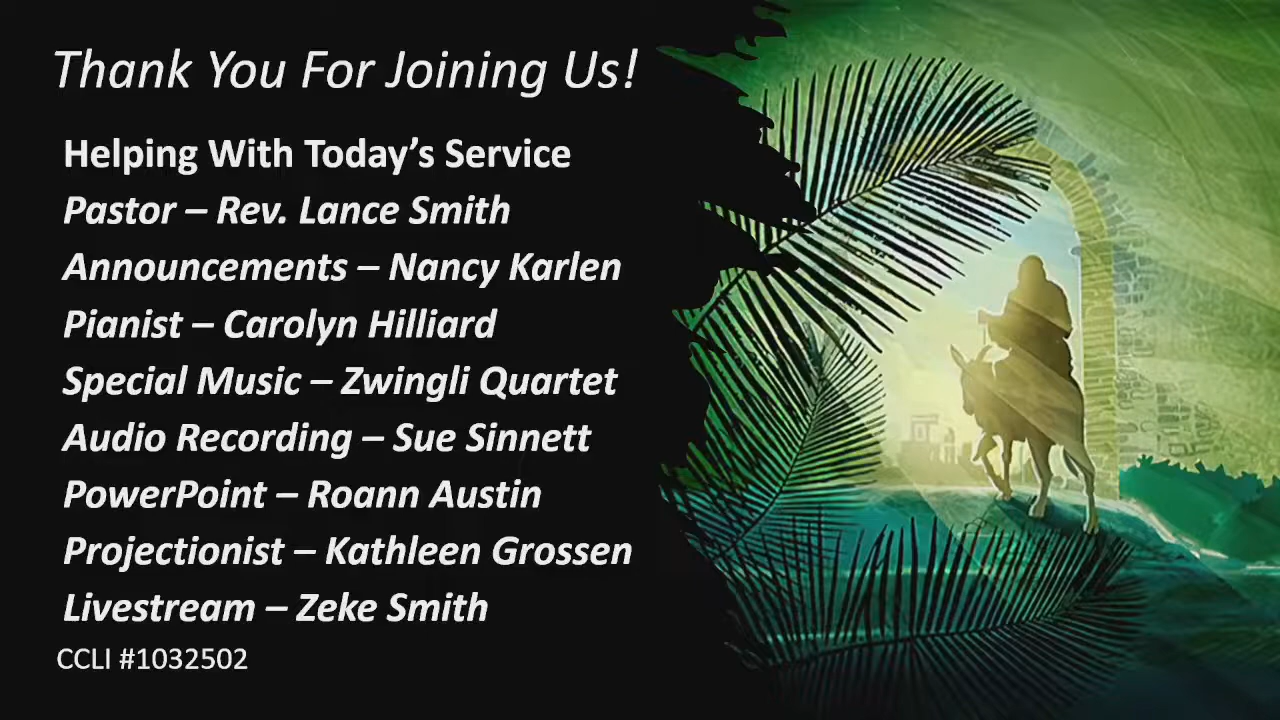 Thank You For Joining Us!
Helping With Today’s Service
Pastor – Rev. Lance Smith
Announcements – Nancy Karlen
Pianist – Carolyn Hilliard
Special Music – Zwingli Quartet
Audio Recording – Sue Sinnett
PowerPoint – Roann Austin
Projectionist – Kathleen Grossen
Livestream – Zeke Smith
CCLI #1032502